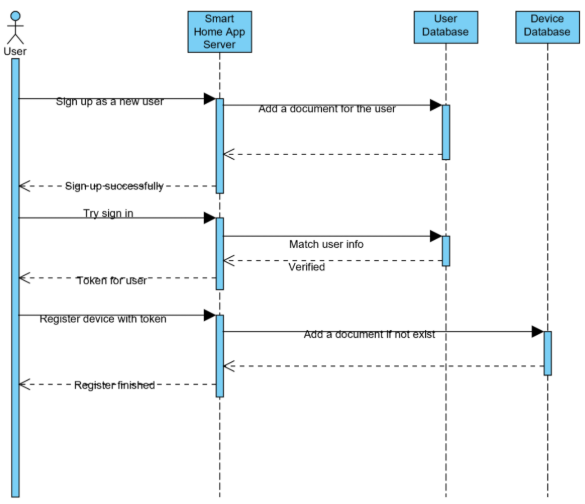 Smart
Home App
Server
User
Database
Device
Database
User
Sign up as a new user
Add a document for the user
Sign up successfully
Try sign in
Match user info
Verified
Token for user
Register device with token
Add a document if not exist
Register finished